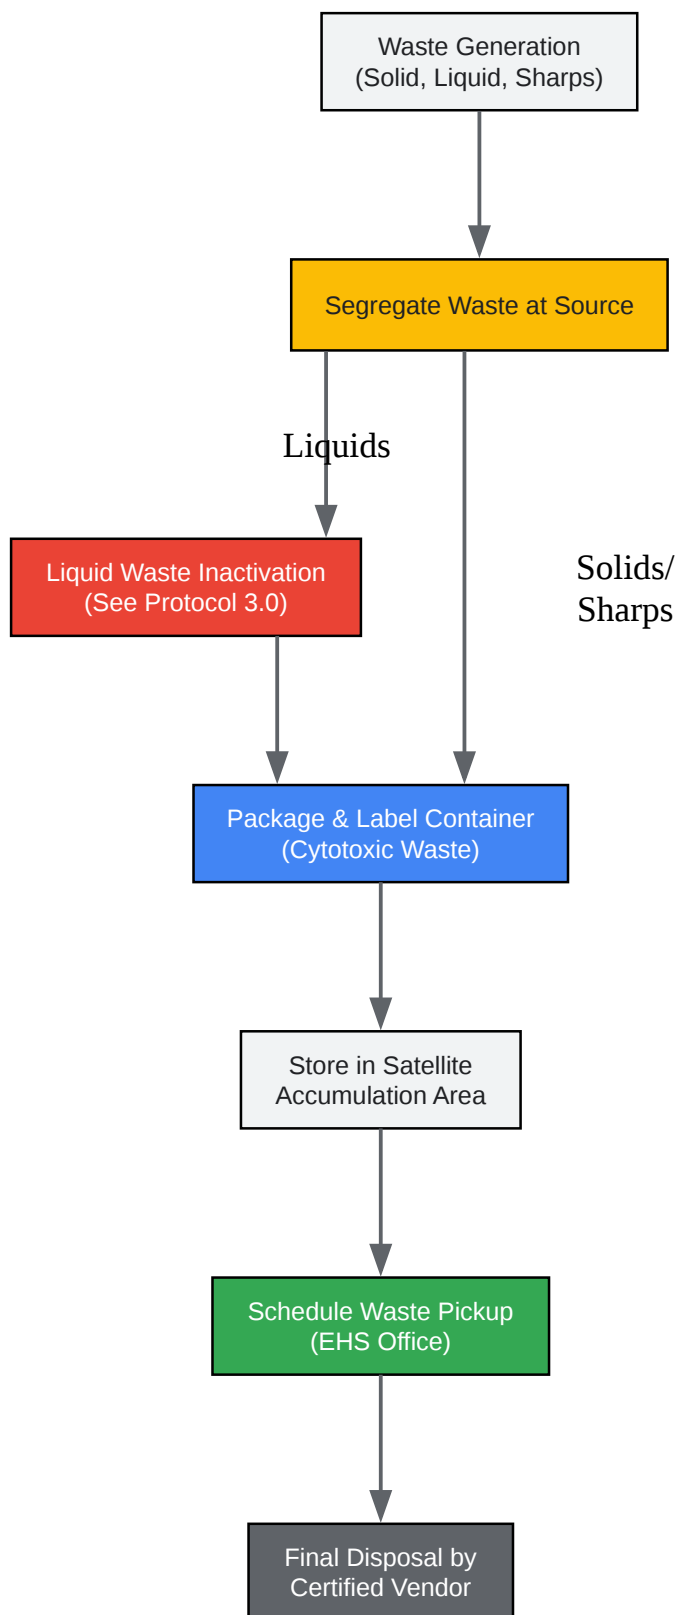 Waste Generation
(Solid, Liquid, Sharps)
Segregate Waste at Source
Liquids
Liquid Waste Inactivation
(See Protocol 3.0)
Solids/
Sharps
Package & Label Container
(Cytotoxic Waste)
Store in Satellite
Accumulation Area
Schedule Waste Pickup
(EHS Office)
Final Disposal by
Certified Vendor